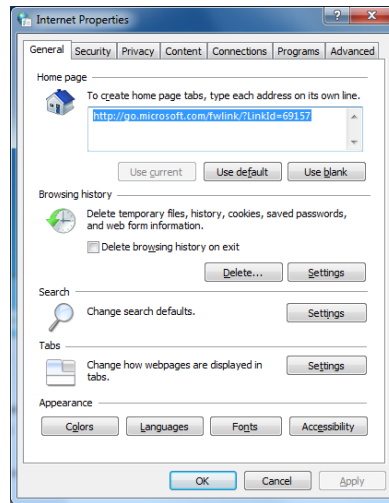 Internet Properties
General Security Privacy Content Connections Programs Advanced
Home page
To create home page tabs, type each address on its own line.
http://go.microsoft.com/fwlink/?LinkId=69157
Use current Use default Use blank
Browsing history
Delete temporary files, history, cookies, saved passwords,
and web form information.
Delete browsing history on exit
Delete... Settings
Search
Change search defaults. Settings
Tabs
Change how webpages are displayed in Settings
tabs.
Appearance
Colors Languages Fonts Accessibility
OK Cancel Apply